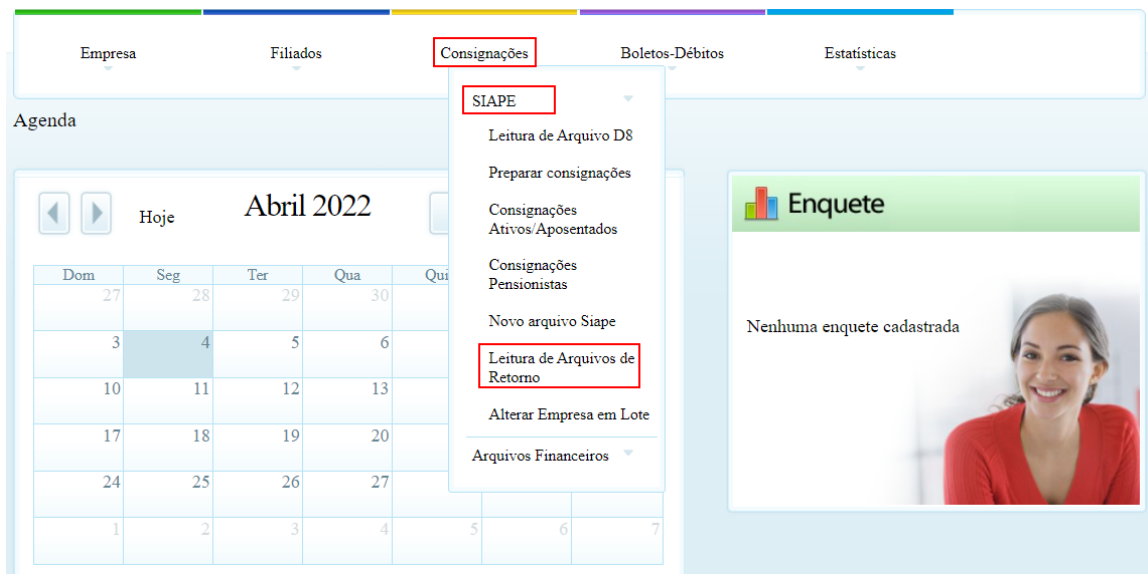 Empresa
Filiados
Consignações
Boletos-Débitos
Estatísticas
SIAPE
Leitura de Arquivo D8
Preparar consignações
Consignações
Ativos/Aposentados
Consignações
Pensionistas
Novo arquivo Siape
Leitura de Arquivos de
Retorno
Alterar Empresa em Lote
Arquivos Financeiros
Agenda
Hoje
Abril 2022
Dom Seg Ter Qua Qui
27 28 29 30
3 4 5 6
10 11 12 13
17 18 19 20
24 25 26 27
1 2 3 4 5 6 7
Enquete
Nenhuma enquete cadastrada